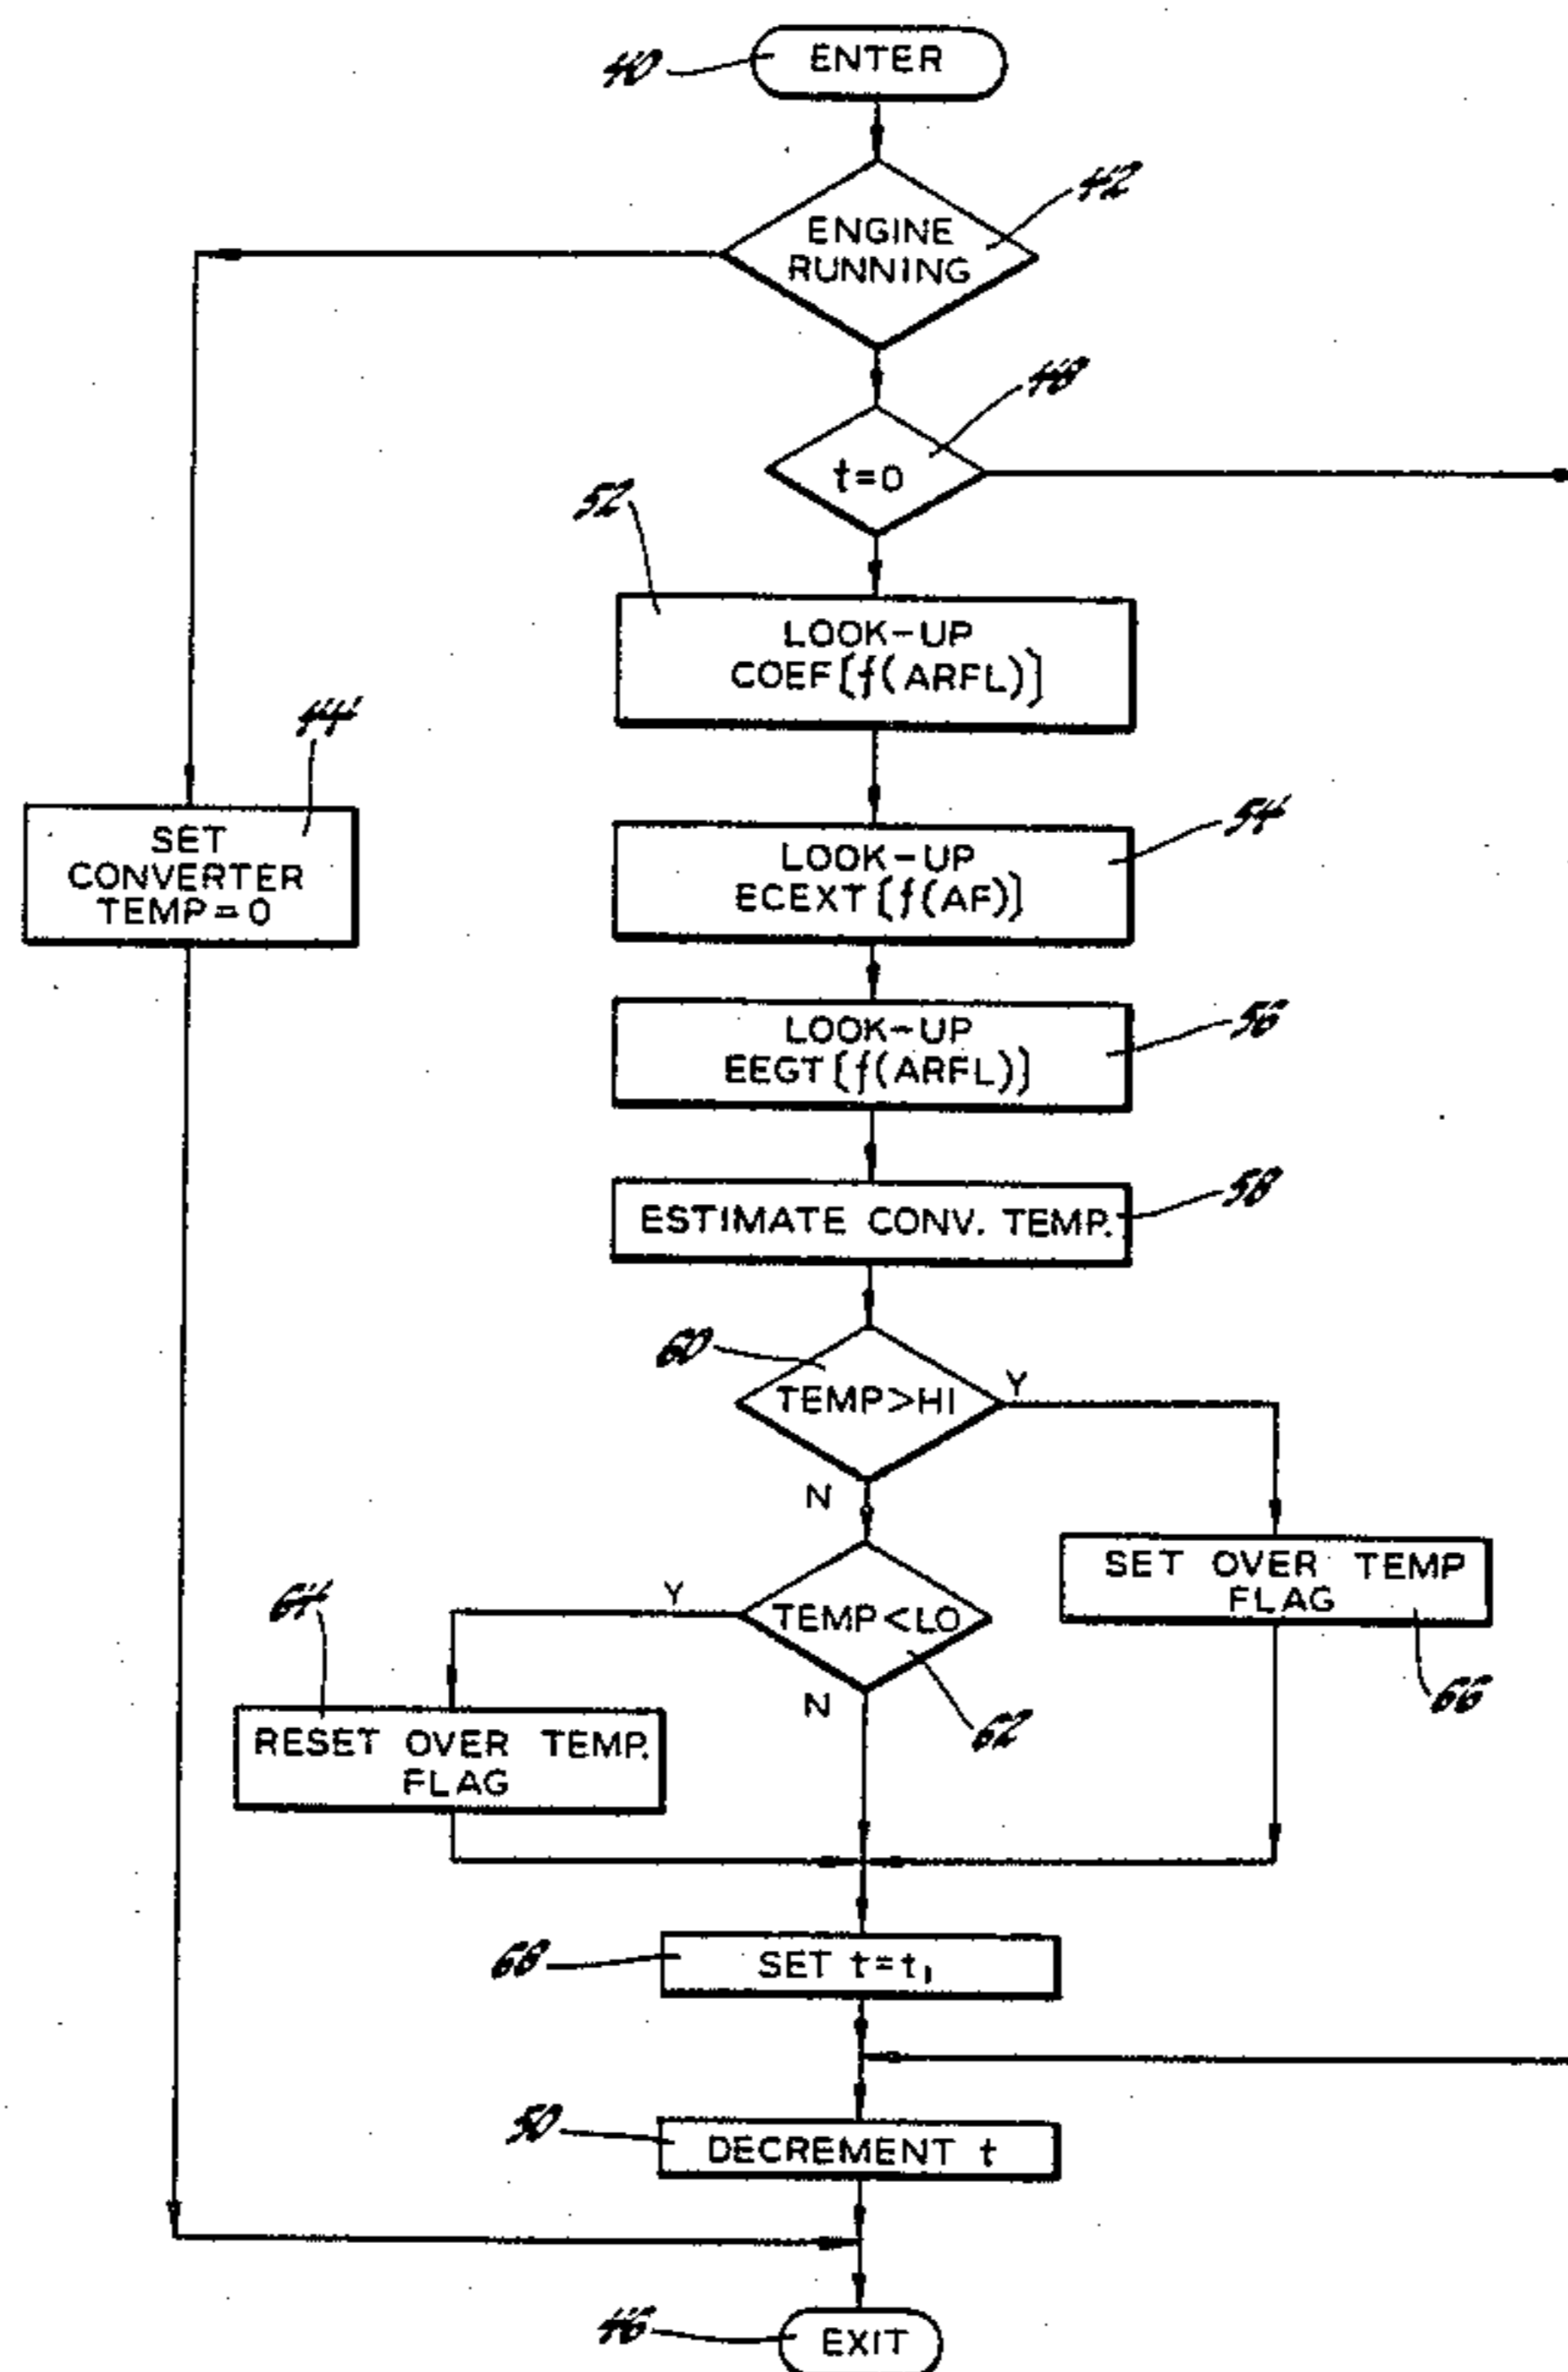 40
ENTER
42
ENGINE
RUNNING
48
t=0
52
LOOK-UP
COEF[f(ARFL)]
44
SET
CONVERTER
TEMP=0
54
LOOK-UP
ECEXT[f(AF)]
56
LOOK-UP
EEGT[f(ARFL)]
58
ESTIMATE CONV. TEMP.
60
TEMP>HI
Y
N
SET OVER TEMP
FLAG
66
64
Y
TEMP<LO
N
62
RESET OVER TEMP.
FLAG
68
SET t=t₁
50
DECREMENT t
46
EXIT